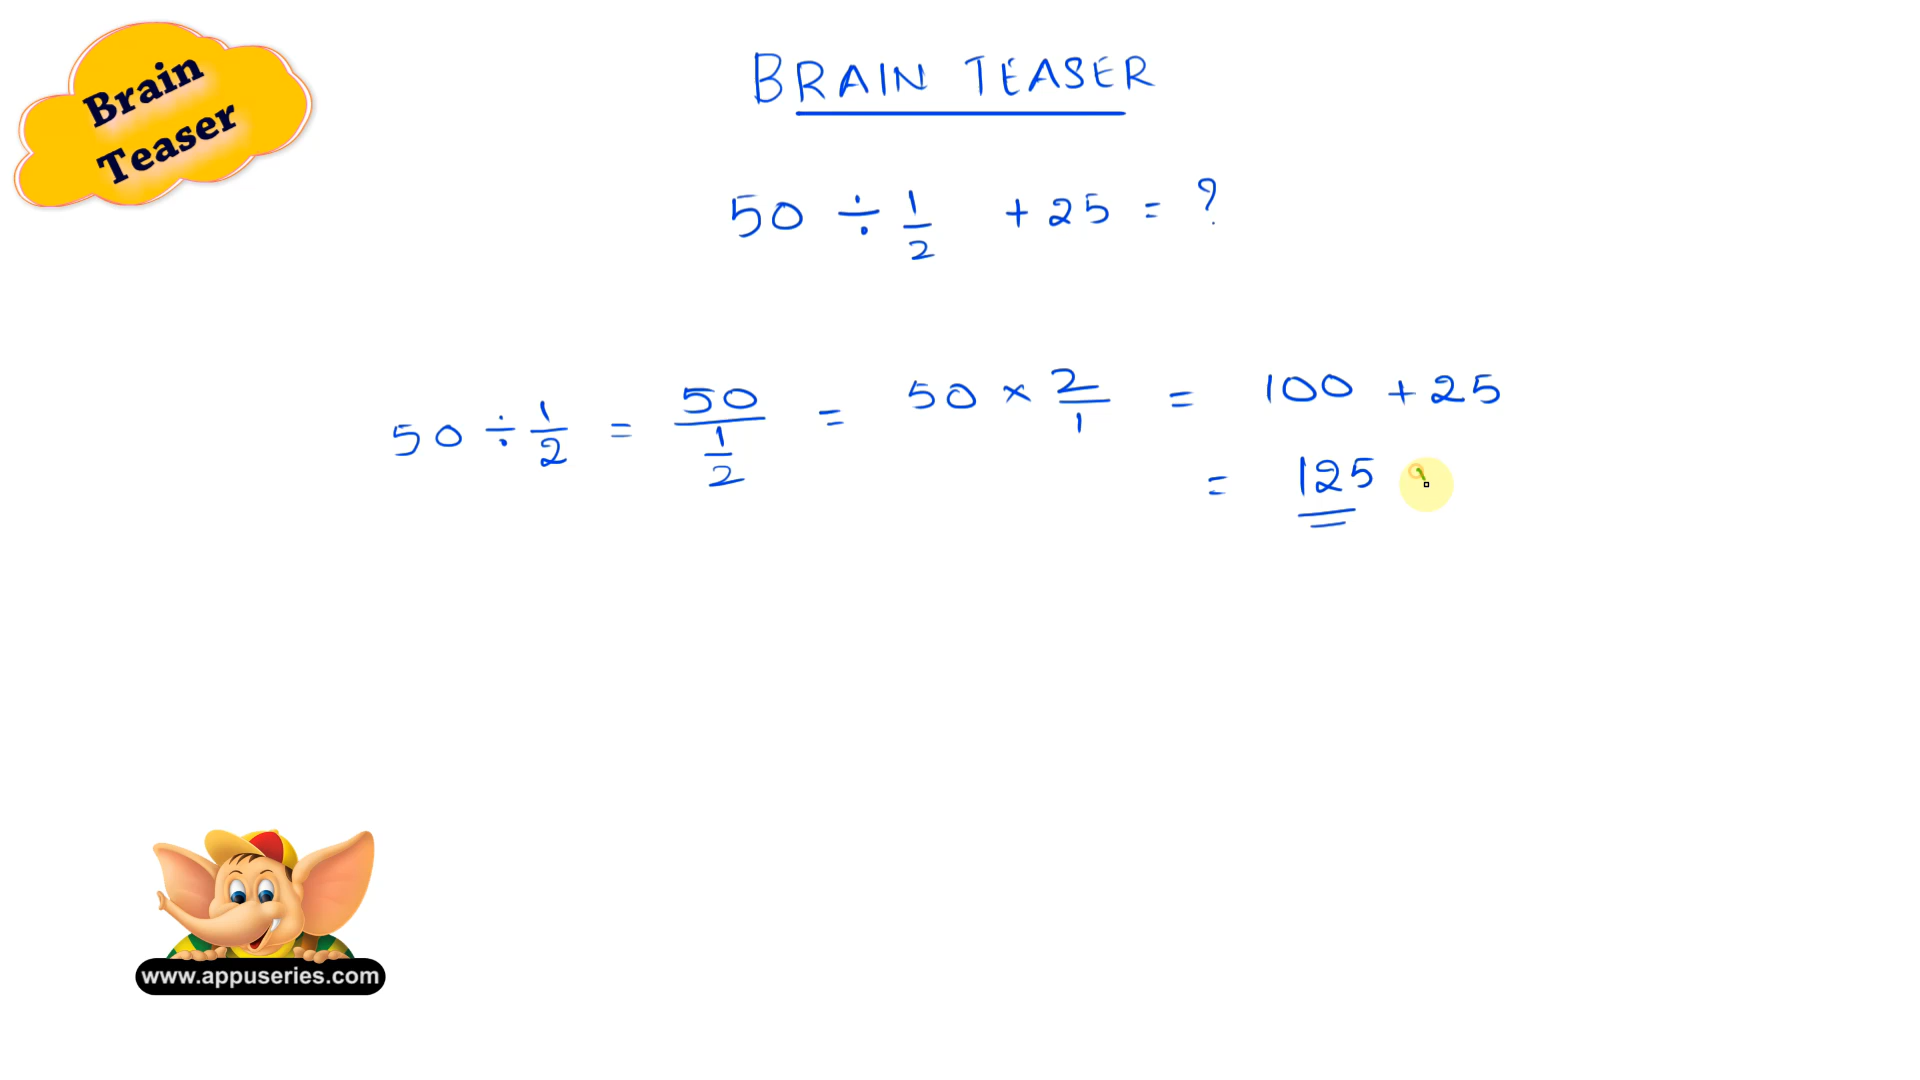 Brain
Teaser
BRAIN TEASER
50 ÷ 1/2 + 25 = ?
50 ÷ 1/2 = 50/(1/2) = 50 × 2/1 = 100 + 25
= 125
www.appuseries.com